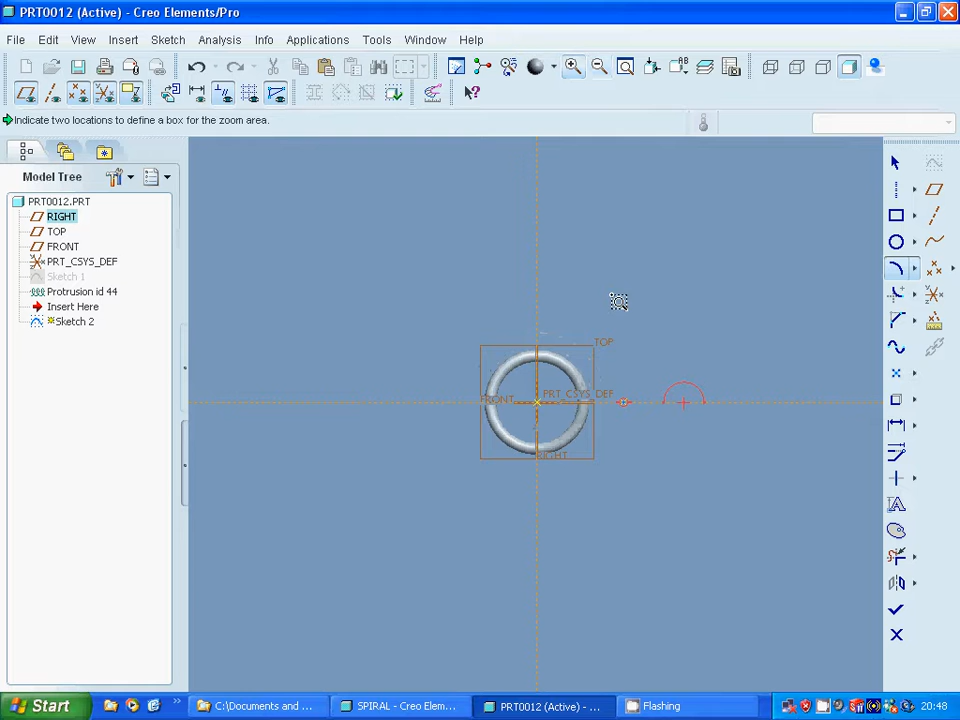 PRT0012 (Active) - Creo Elements/Pro
File Edit View Insert Sketch Analysis Info Applications Tools Window Help
Indicate two locations to define a box for the zoom area.
Model Tree
PRT0012.PRT
RIGHT
TOP
FRONT
PRT_CSYS_DEF
Sketch 1
Protrusion id 44
Insert Here
Sketch 2
TOP
PRT_CSYS_DEF
FRONT
RIGHT
Start
C:\Documents and ...
SPIRAL - Creo Elem...
PRT0012 (Active) - ...
Flashing
20:48